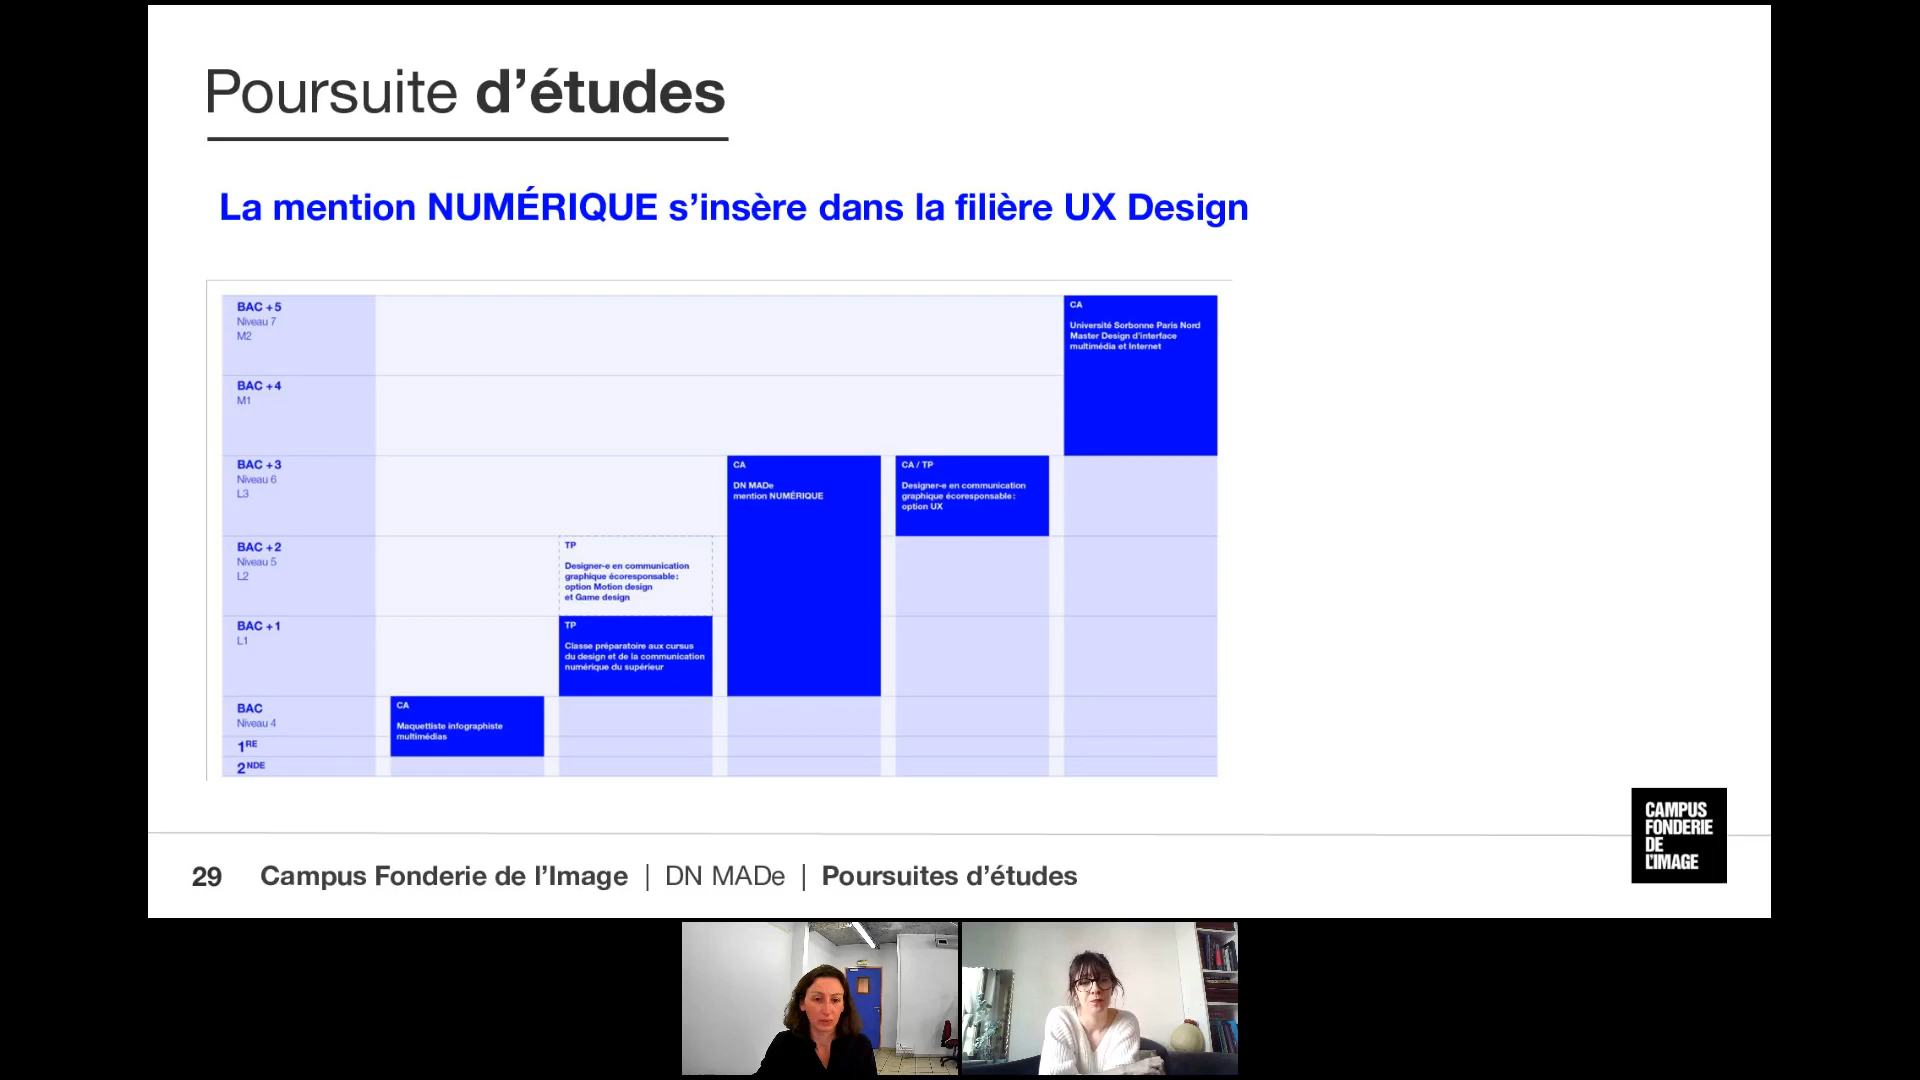 Poursuite d’études
La mention NUMÉRIQUE s’insère dans la filière UX Design
BAC +5
Niveau 7
M2
BAC +4
M1
BAC +3
Niveau 6
L3
BAC +2
Niveau 5
L2
BAC +1
L1
BAC
Niveau 4
1RE
2NDE
CA
Maquettiste infographiste
multimédias
TP
Designer·e en communication
graphique écoresponsable :
option Motion design
et Game design
TP
Classe préparatoire aux cursus
du design et de la communication
numérique du supérieur
CA
DN MADe
mention NUMÉRIQUE
CA / TP
Designer·e en communication
graphique écoresponsable :
option UX
CA
Université Sorbonne Paris Nord
Master Design d’interface
multimédia et Internet
CAMPUS
FONDERIE
DE
L’IMAGE
29 Campus Fonderie de l’Image | DN MADe | Poursuites d’études